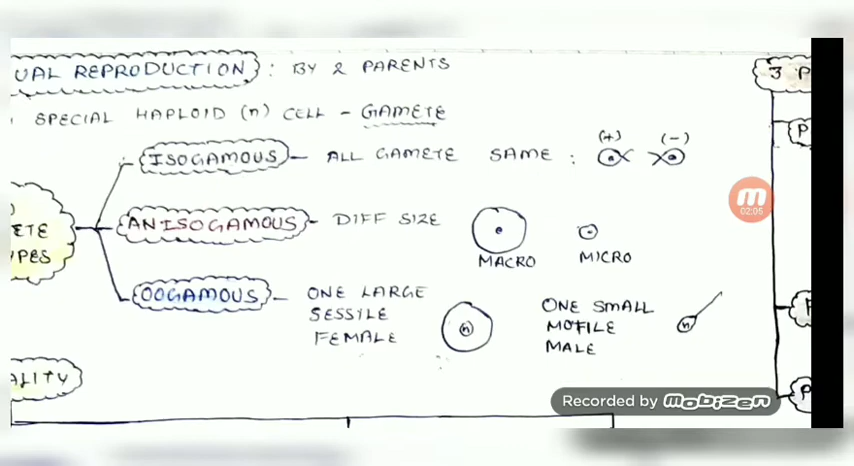 UAL REPRODUCTION : BY 2 PARENTS
3 P
SPECIAL HAPLOID (n) CELL - GAMETE
P
ISOGAMOUS - ALL GAMETE SAME : (+) (-)
ANISOGAMOUS - DIFF SIZE
ETE
YPES
MACRO MICRO
02:05
OOGAMOUS - ONE LARGE
SESSILE
FEMALE
n
ONE SMALL
MOTILE
MALE
n
ALITY
P
Recorded by mobizen